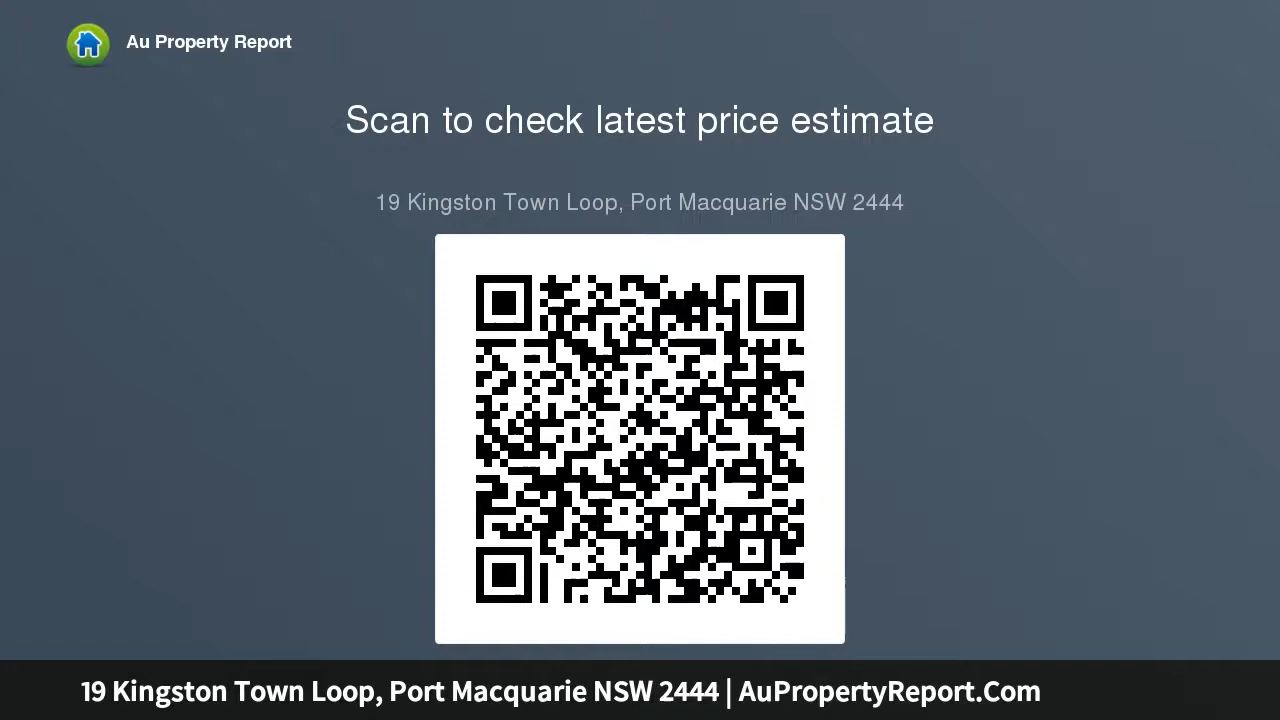 Au Property Report
Scan to check latest price estimate
19 Kingston Town Loop, Port Macquarie NSW 2444
19 Kingston Town Loop, Port Macquarie NSW 2444 | AuPropertyReport.Com